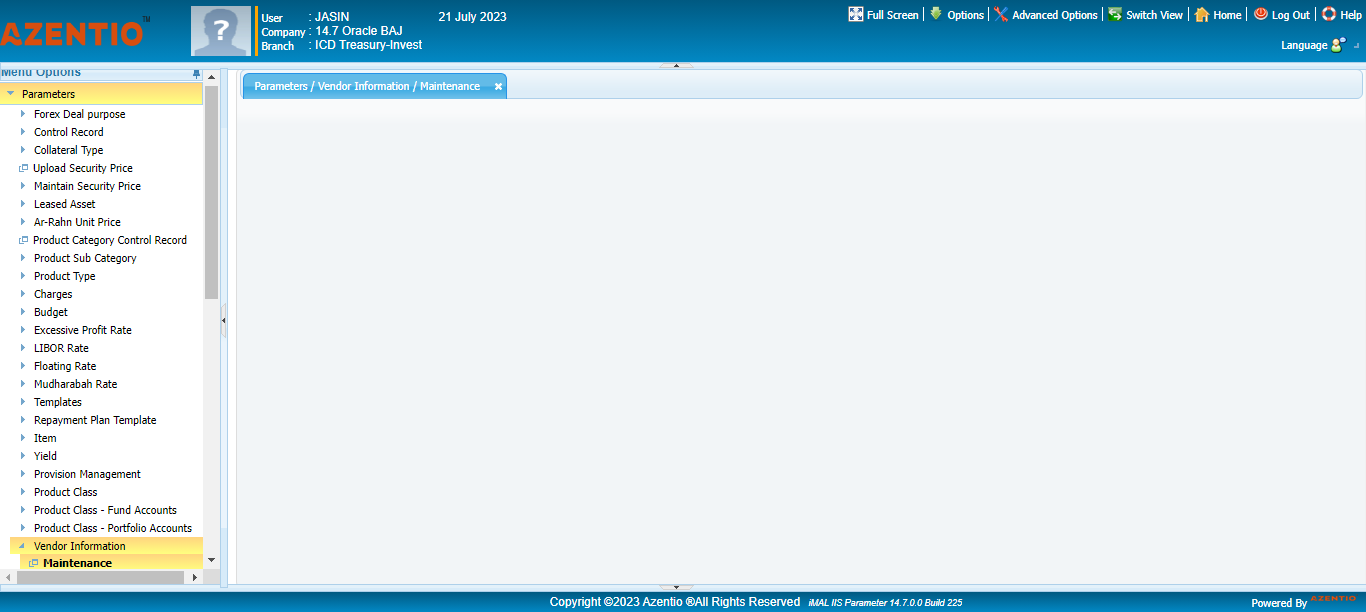 AZENTIO TM
?
User : JASIN 21 July 2023
Company : 14.7 Oracle BAJ
Branch : ICD Treasury-Invest
Full Screen | Options | Advanced Options | Switch View | Home | Log Out | Help
Language
Menu Options
Parameters
Forex Deal purpose
Control Record
Collateral Type
Upload Security Price
Maintain Security Price
Leased Asset
Ar-Rahn Unit Price
Product Category Control Record
Product Sub Category
Product Type
Charges
Budget
Excessive Profit Rate
LIBOR Rate
Floating Rate
Mudharabah Rate
Templates
Repayment Plan Template
Item
Yield
Provision Management
Product Class
Product Class - Fund Accounts
Product Class - Portfolio Accounts
Vendor Information
Maintenance
Parameters / Vendor Information / Maintenance
Copyright ©2023 Azentio ®All Rights Reserved iMAL IIS Parameter 14.7.0.0 Build 225
Powered By AZENTIO